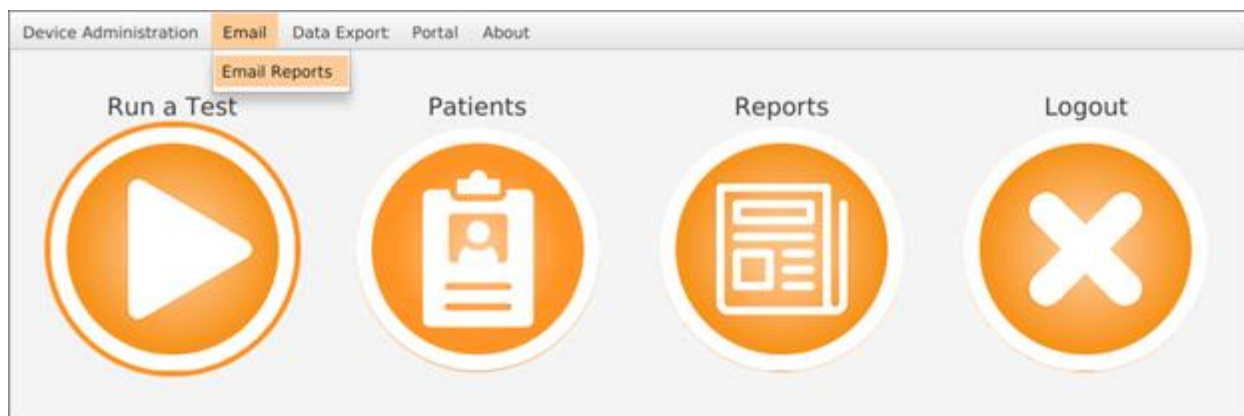 Device Administration Email Data Export Portal About
Email Reports
Run a Test Patients Reports Logout